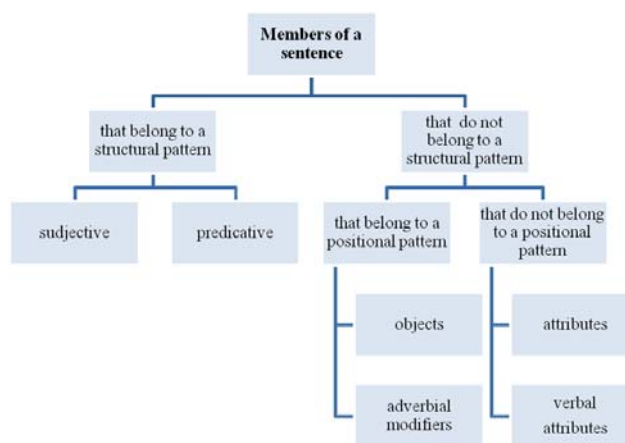 Members of a
sentence
that belong to a
structural pattern
that do not
belong to a
structural pattern
sudjective
predicative
that belong to a
positional pattern
that do not belong
to a positional
pattern
objects
attributes
adverbial
modifiers
verbal
attributes